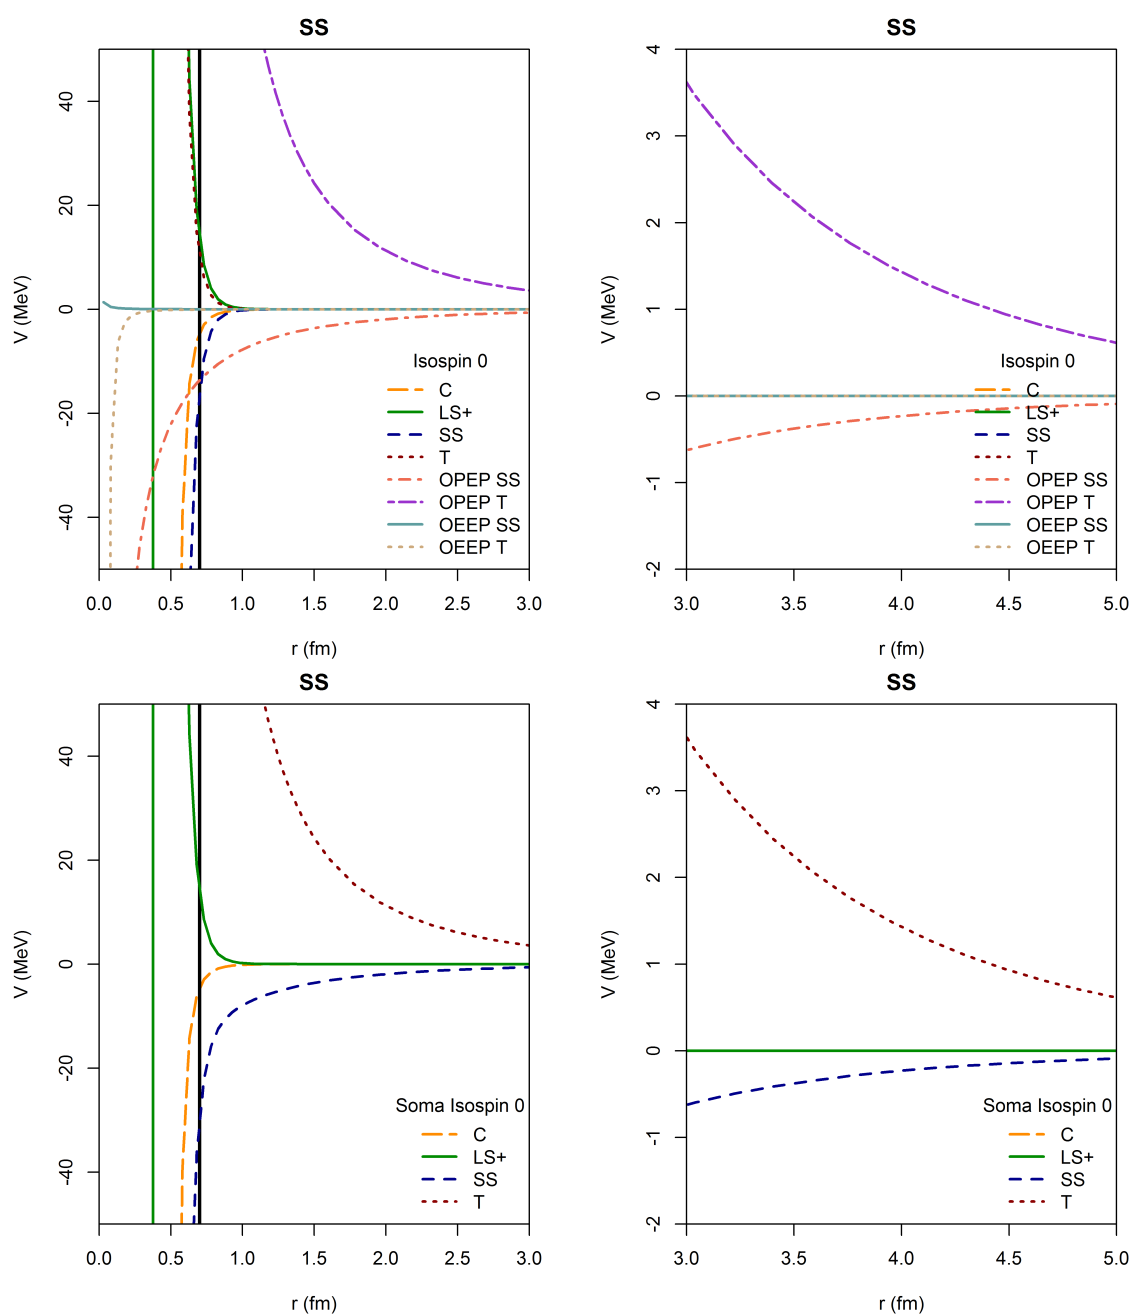 SS
V (MeV)
40
20
0
-20
-40
Isospin 0
C
LS+
SS
T
OPEP SS
OPEP T
OEEP SS
OEEP T
0.0 0.5 1.0 1.5 2.0 2.5 3.0
r (fm)
SS
V (MeV)
4
3
2
1
0
-1
-2
Isospin 0
C
LS+
SS
T
OPEP SS
OPEP T
OEEP SS
OEEP T
3.0 3.5 4.0 4.5 5.0
r (fm)
SS
V (MeV)
40
20
0
-20
-40
Soma Isospin 0
C
LS+
SS
T
0.0 0.5 1.0 1.5 2.0 2.5 3.0
r (fm)
SS
V (MeV)
4
3
2
1
0
-1
-2
Soma Isospin 0
C
LS+
SS
T
3.0 3.5 4.0 4.5 5.0
r (fm)